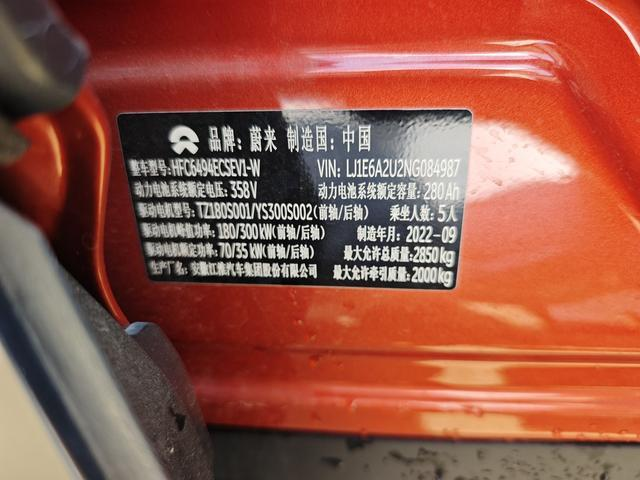 品牌：蔚来 制造国：中国
整车型号：HFC6494ECSEV1-W VIN：LJ1E6A2U2NG084987
动力电池系统额定电压：358V 动力电池系统额定容量：280Ah
驱动电机型号：TZ180S001/YS300S002(前轴/后轴) 乘坐人数：5人
驱动电机峰值功率：180/300kW(前轴/后轴) 制造年月：2022-09
驱动电机额定功率：70/35kW(前轴/后轴) 最大允许总质量：2850kg
生产厂名：安徽江淮汽车集团股份有限公司 最大允许牵引质量：2000kg